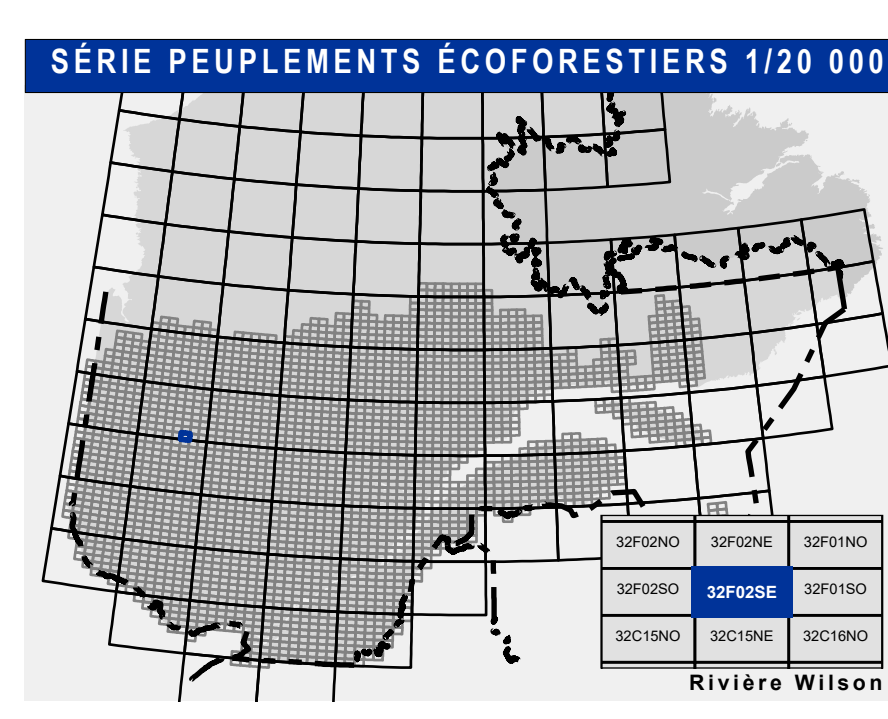 SÉRIE PEUPLEMENTS ÉCOFORESTIERS 1/20 000
32F02NO 32F02NE 32F01NO
32F02SO 32F02SE 32F01SO
32C15NO 32C15NE 32C16NO
Rivière Wilson